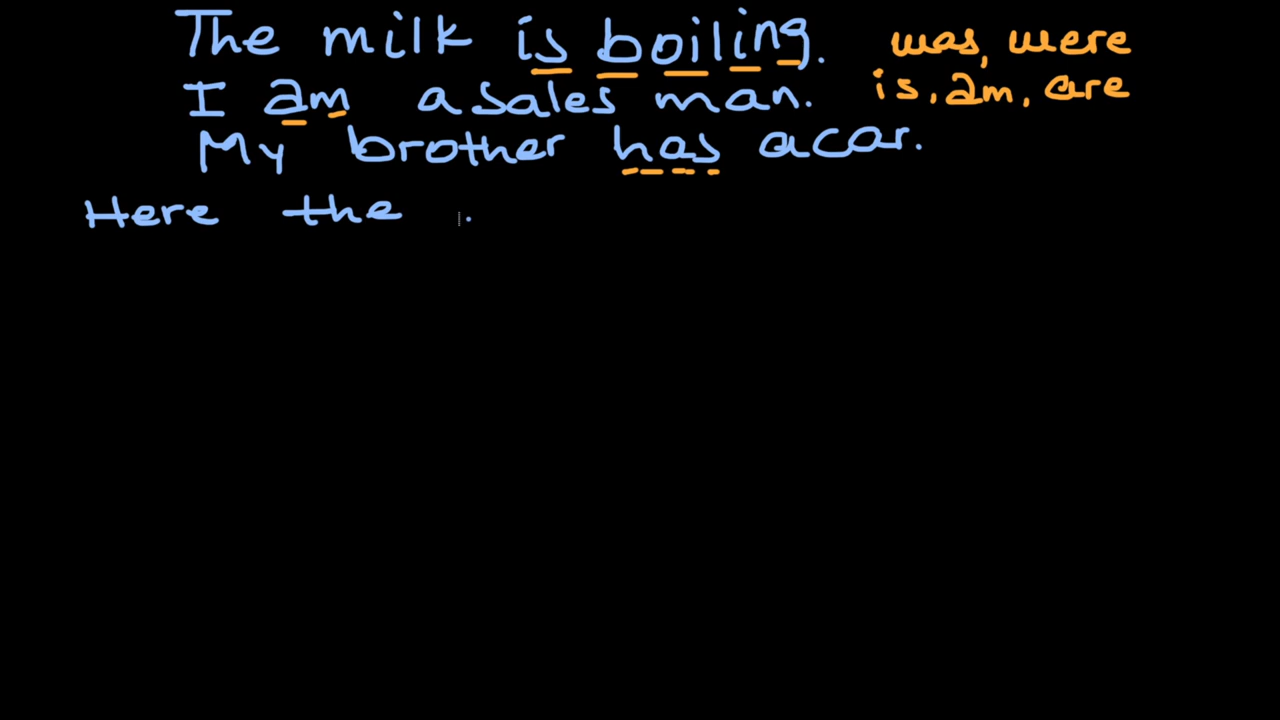 The milk is boiling. was, were
I am a sales man. is, am, are
My brother has a car.
Here the